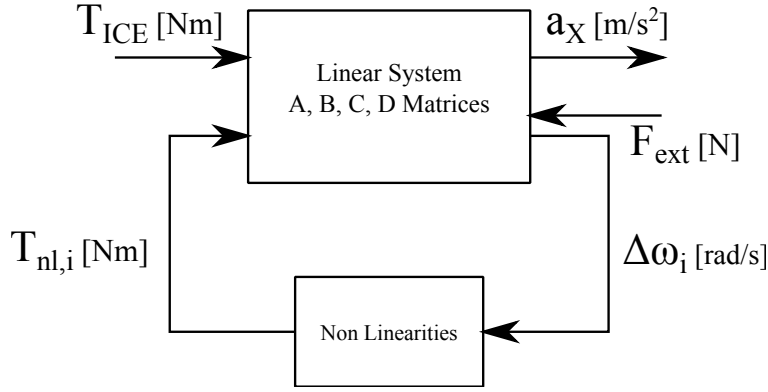 T_ICE [Nm]
a_X [m/s²]
Linear System
A, B, C, D Matrices
F_ext [N]
T_nl,i [Nm]
Δω_i [rad/s]
Non Linearities